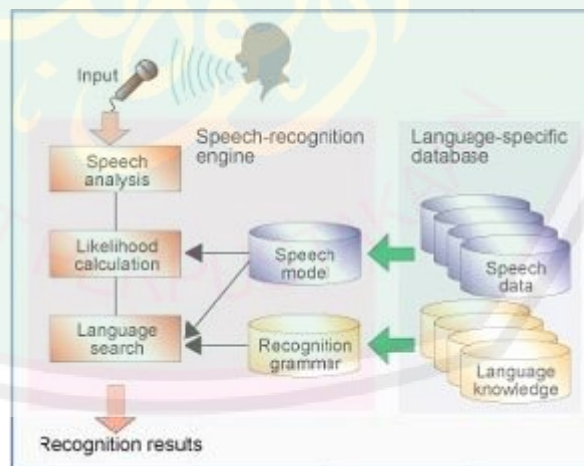 Input
Speech-recognition
engine
Language-specific
database
Speech
analysis
Likelihood
calculation
Speech
model
Speech
data
Language
search
Recognition
grammar
Language
knowledge
Recognition results